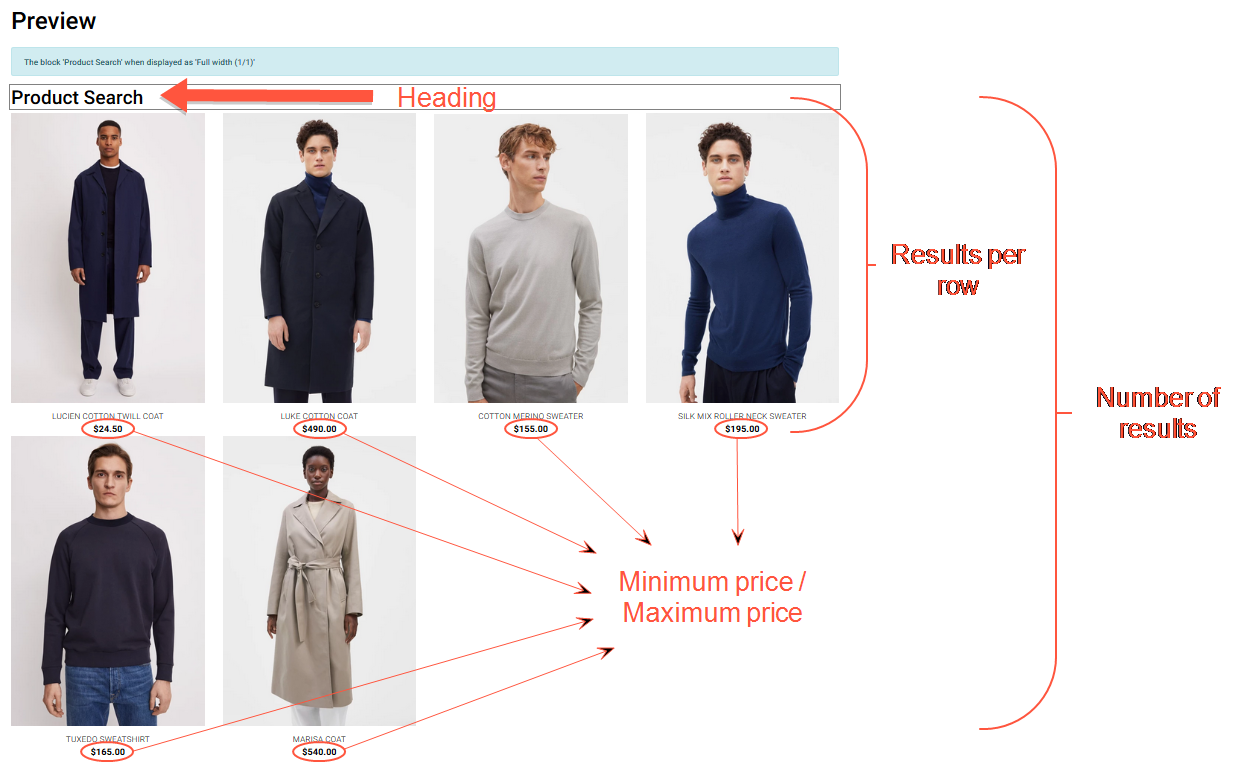 Preview
The block 'Product Search' when displayed as 'Full width (1/1)'
Product Search
Heading
Results per
row
Number of
results
LUCIEN COTTON TWILL COAT
$24.50
LUKE COTTON COAT
$490.00
COTTON MERINO SWEATER
$155.00
SILK MIX ROLLER NECK SWEATER
$195.00
Minimum price /
Maximum price
TUXEDO SWEATSHIRT
$165.00
MARISA COAT
$540.00